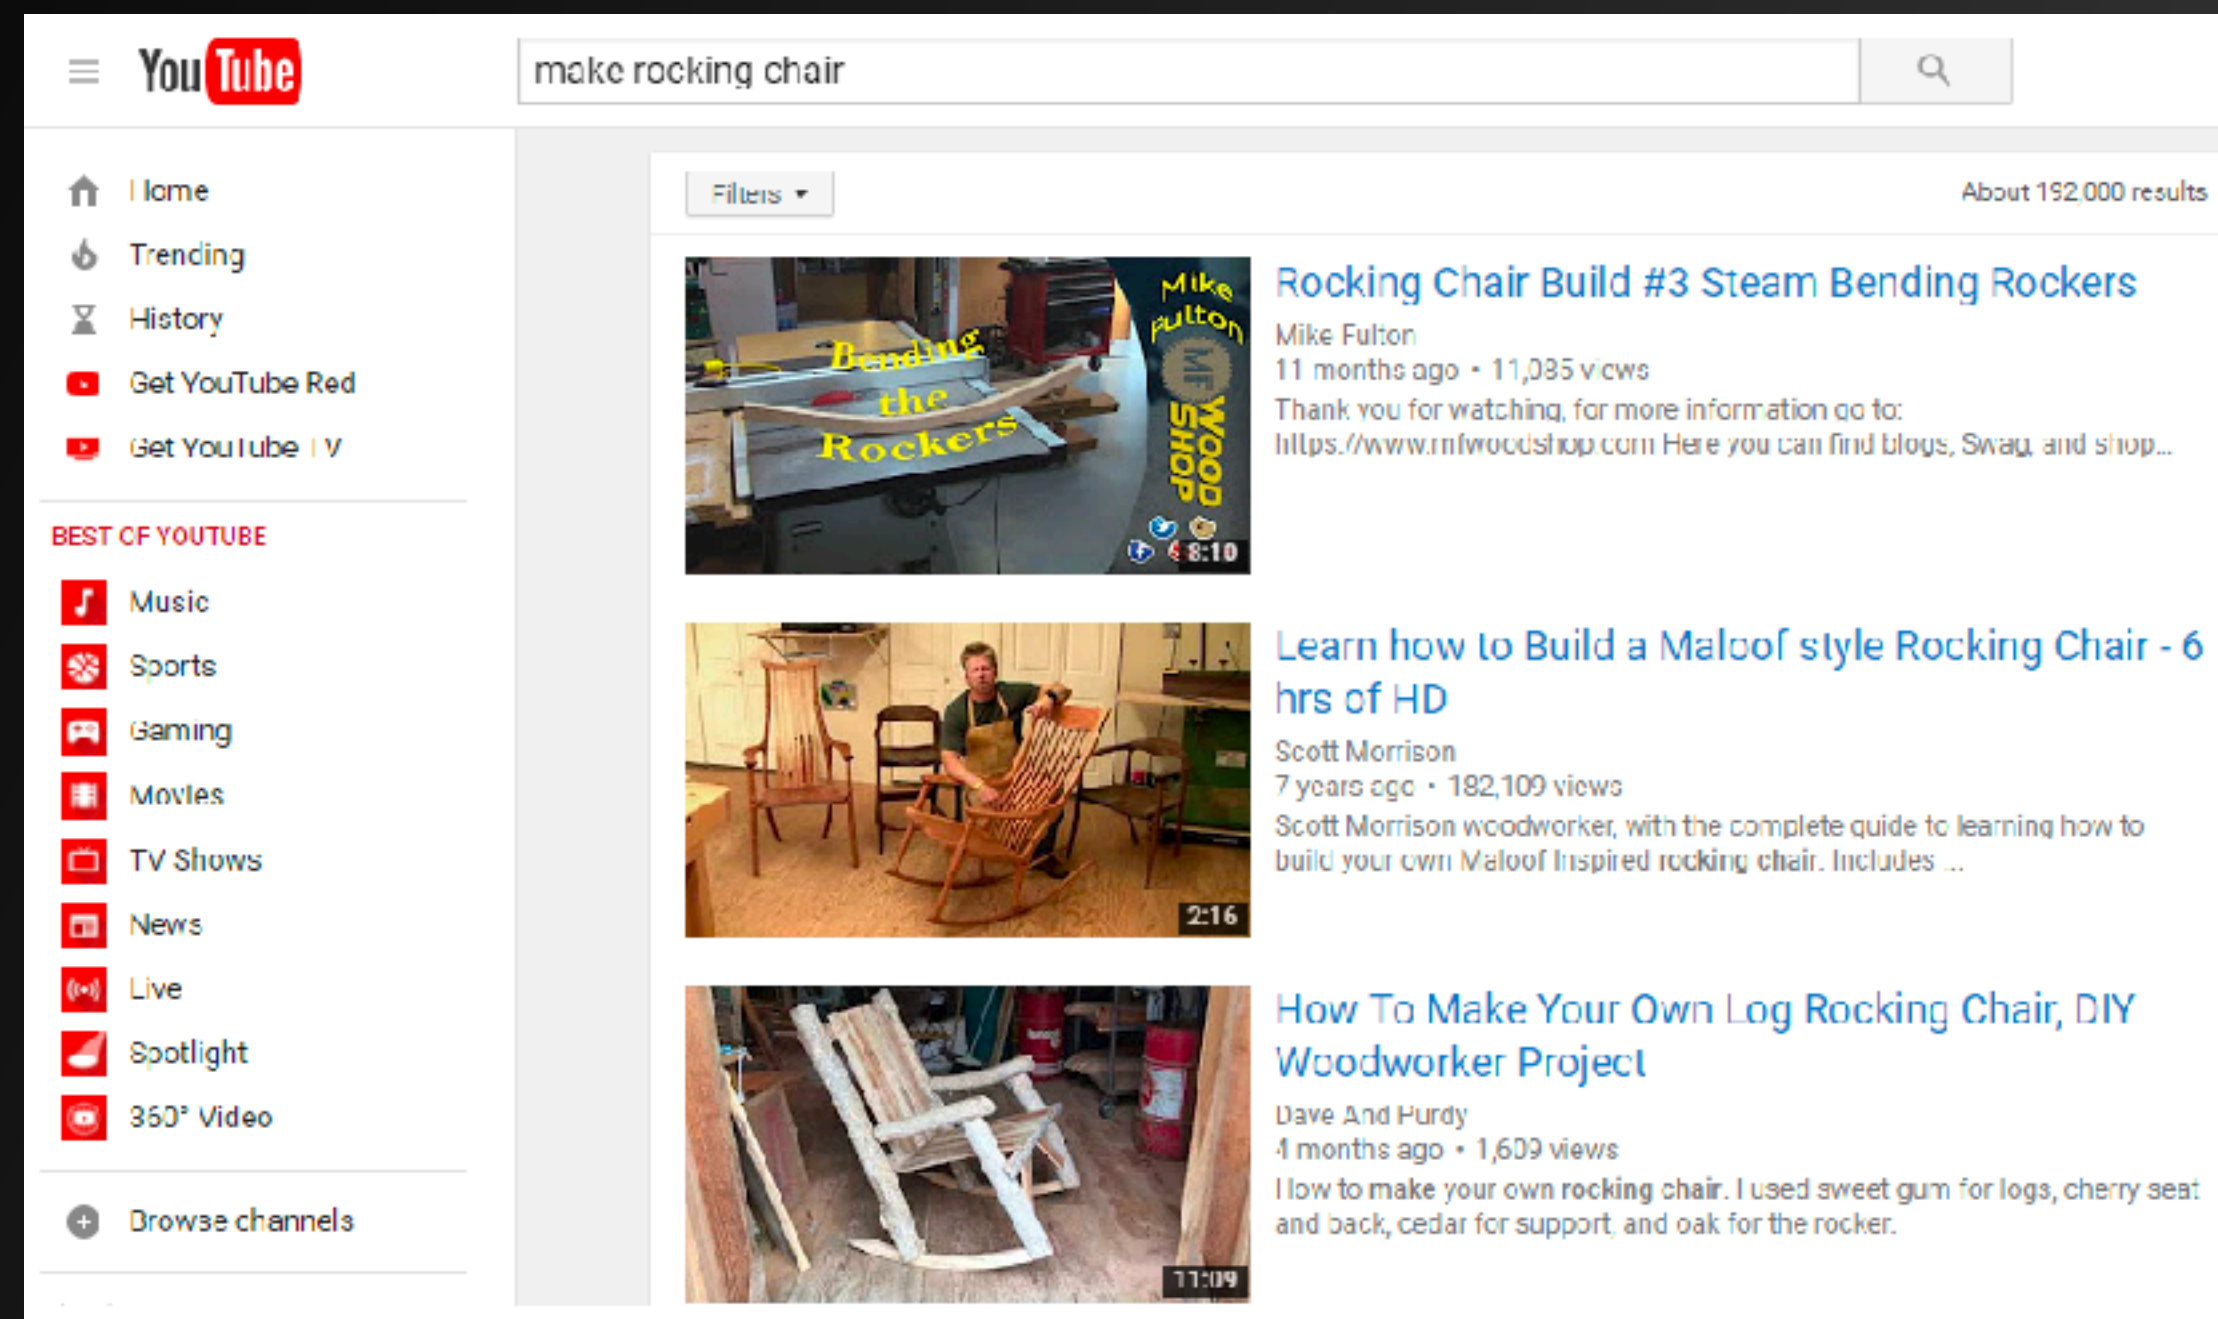 YouTube
make rocking chair
Home
Trending
History
Get YouTube Red
Get YouTube TV
BEST OF YOUTUBE
Music
Sports
Gaming
Movies
TV Shows
News
Live
Spotlight
360° Video
Browse channels
Filters
About 192,000 results
Mike
Fulton
Bending
the
Rockers
MF
WOOD
SHOP
8:10
Rocking Chair Build #3 Steam Bending Rockers
Mike Fulton
11 months ago • 11,085 views
Thank you for watching, for more information go to:
https://www.mfwoodshop.com Here you can find blogs, Swag, and shop...
2:16
Learn how to Build a Maloof style Rocking Chair - 6
hrs of HD
Scott Morrison
7 years ago • 182,109 views
Scott Morrison woodworker, with the complete guide to learning how to
build your own Maloof Inspired rocking chair. Includes ...
11:09
How To Make Your Own Log Rocking Chair, DIY
Woodworker Project
Dave And Purdy
4 months ago • 1,609 views
How to make your own rocking chair. I used sweet gum for logs, cherry seat
and back, cedar for support, and oak for the rocker.